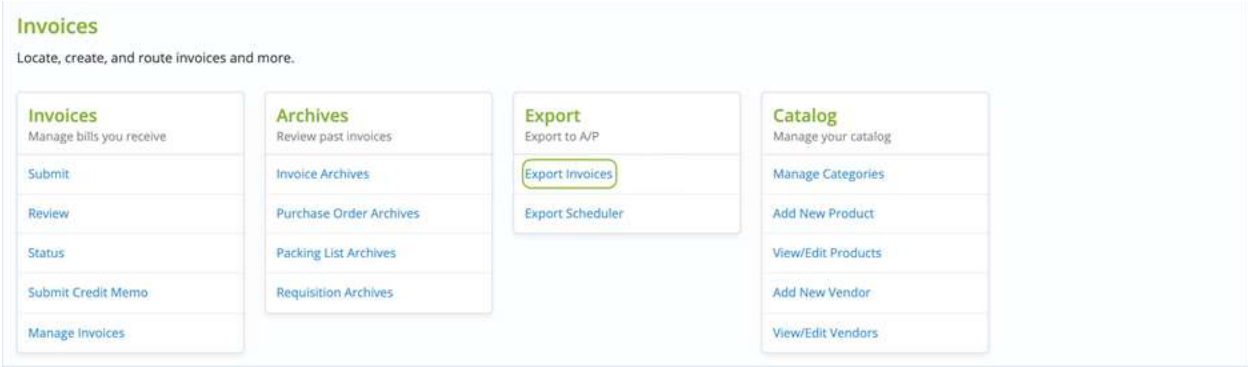 Invoices
Locate, create, and route invoices and more.
Invoices
Manage bills you receive
Submit
Review
Status
Submit Credit Memo
Manage Invoices
Archives
Review past invoices
Invoice Archives
Purchase Order Archives
Packing List Archives
Requisition Archives
Export
Export to A/P
Export Invoices
Export Scheduler
Catalog
Manage your catalog
Manage Categories
Add New Product
View/Edit Products
Add New Vendor
View/Edit Vendors